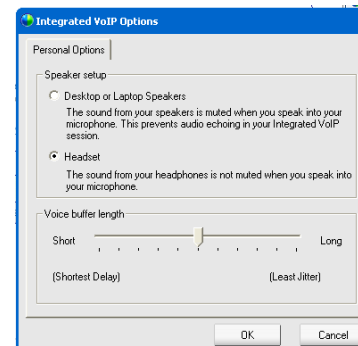 Integrated VoIP Options
Personal Options
Speaker setup
Desktop or Laptop Speakers
The sound from your speakers is muted when you speak into your
microphone. This prevents audio echoing in your Integrated VoIP
session.
Headset
The sound from your headphones is not muted when you speak into
your microphone.
Voice buffer length
Short
Long
(Shortest Delay)
(Least Jitter)
OK
Cancel